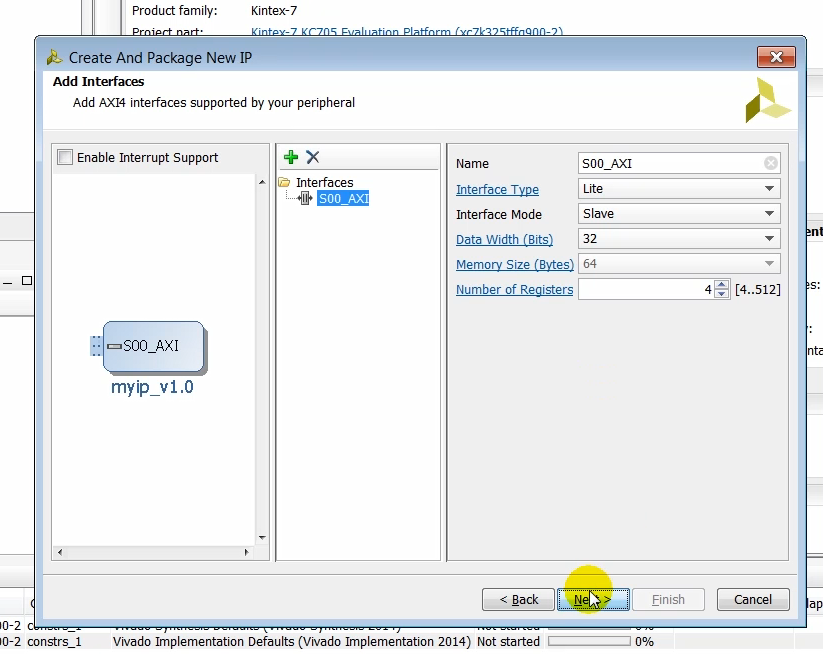 Product family: Kintex-7
Project part: Kintex-7 KC705 Evaluation Platform (xc7k325tffg900-2)
Create And Package New IP
Add Interfaces
Add AXI4 interfaces supported by your peripheral
Enable Interrupt Support
S00_AXI
myip_v1.0
Interfaces
S00_AXI
Name S00_AXI
Interface Type Lite
Interface Mode Slave
Data Width (Bits) 32
Memory Size (Bytes) 64
Number of Registers 4 [4..512]
< Back Next > Finish Cancel
00-2 constrs_1 Vivado Synthesis Defaults (Vivado Synthesis 2014) Not started 0%
00-2 constrs_1 Vivado Implementation Defaults (Vivado Implementation 2014) Not started 0%